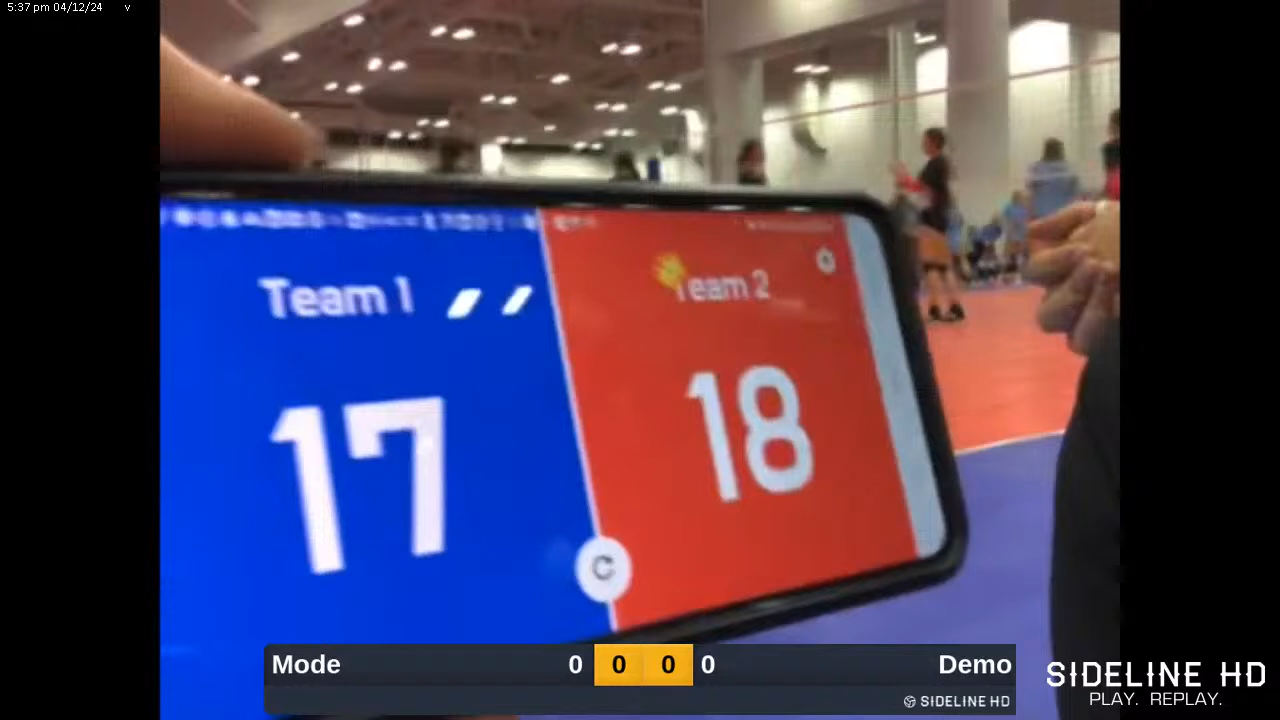 5:37 pm 04/12/24 v
Team 1
Team 2
17
18
C
Mode 0 0 0 0 Demo
SIDELINE HD
SIDELINE HD
PLAY. REPLAY.